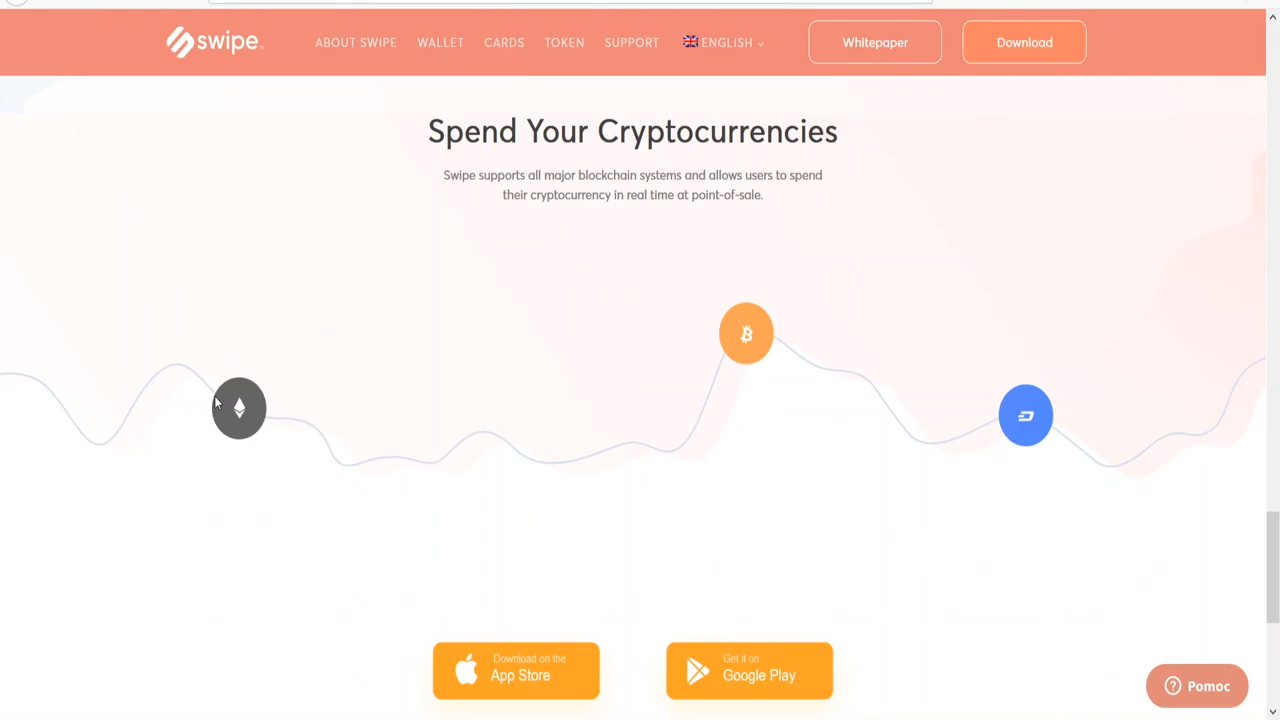 swipe
ABOUT SWIPE WALLET CARDS TOKEN SUPPORT ENGLISH Whitepaper Download
Spend Your Cryptocurrencies
Swipe supports all major blockchain systems and allows users to spend
their cryptocurrency in real time at point-of-sale.
Download on the
App Store
Get it on
Google Play
Pomoc